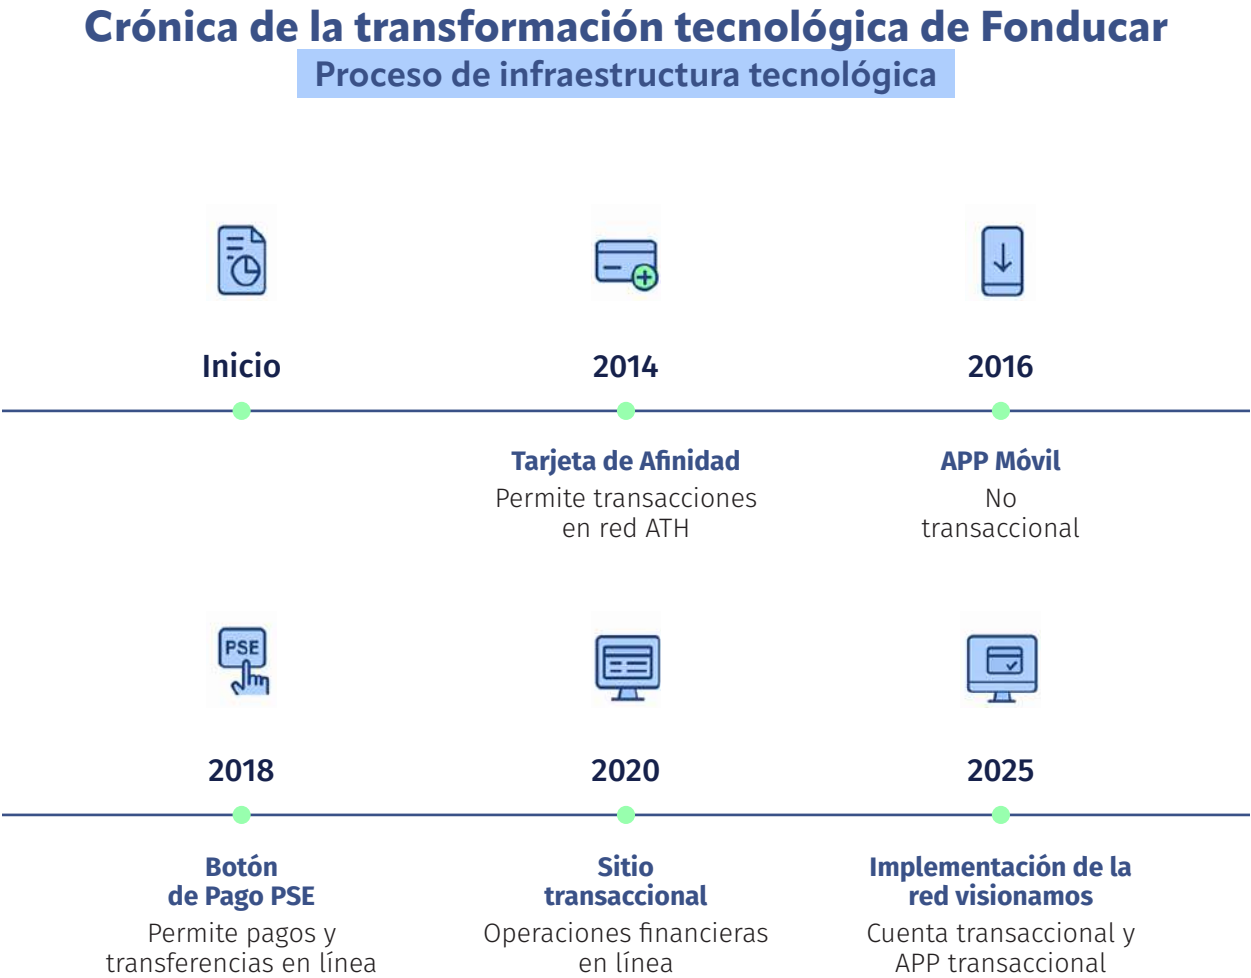 Crónica de la transformación tecnológica de Fonducar
Proceso de infraestructura tecnológica
Inicio
2014
2016
Tarjeta de Afinidad
Permite transacciones
en red ATH
APP Móvil
No
transaccional
PSE
2018
2020
2025
Botón
de Pago PSE
Permite pagos y
transferencias en línea
Sitio
transaccional
Operaciones financieras
en línea
Implementación de la
red visionamos
Cuenta transaccional y
APP transaccional